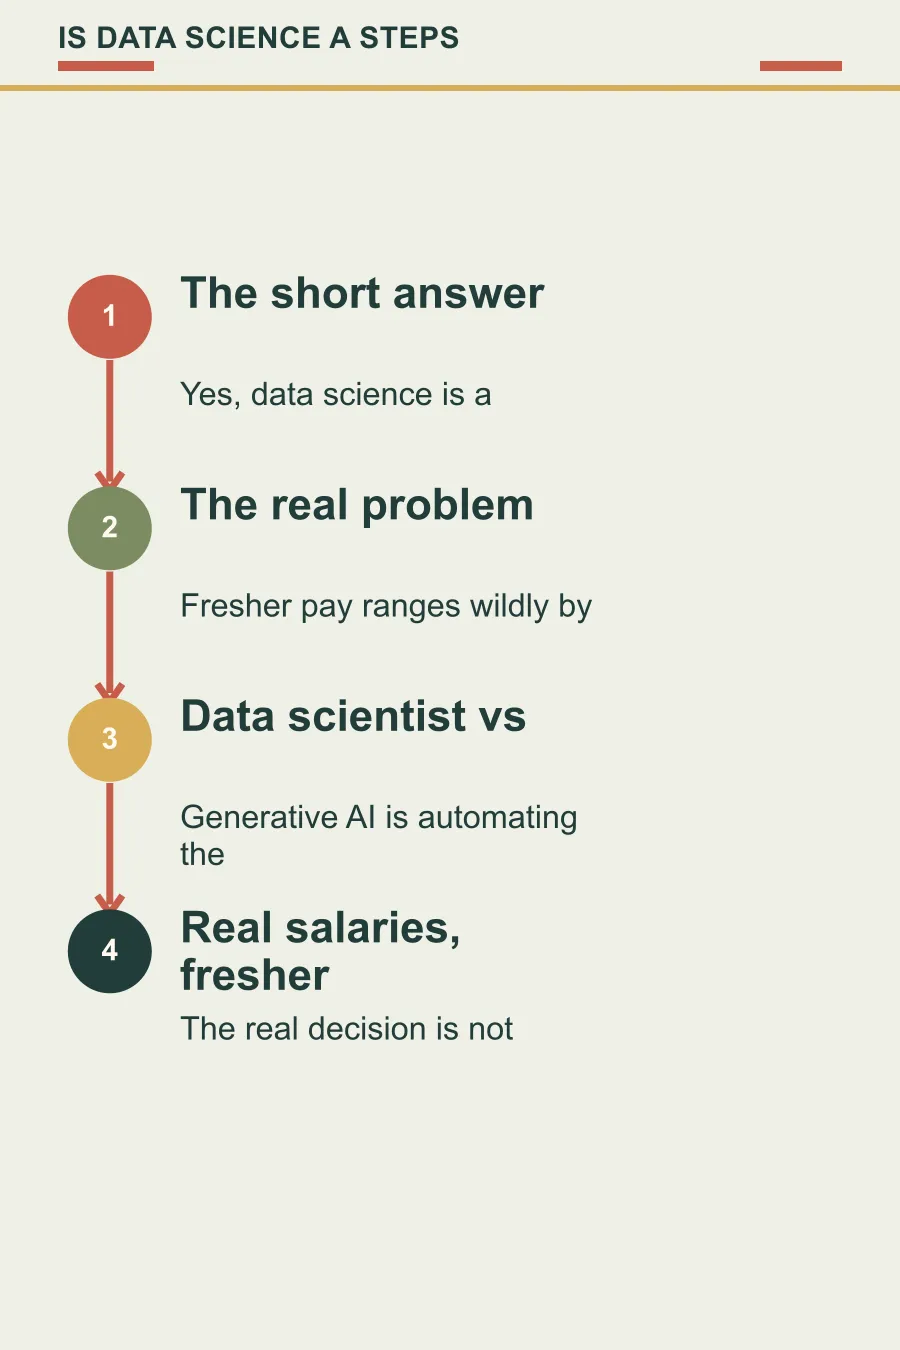 IS DATA SCIENCE A STEPS
1
The short answer
Yes, data science is a
2
The real problem
Fresher pay ranges wildly by
3
Data scientist vs
Generative AI is automating
the
4
Real salaries,
fresher
The real decision is not